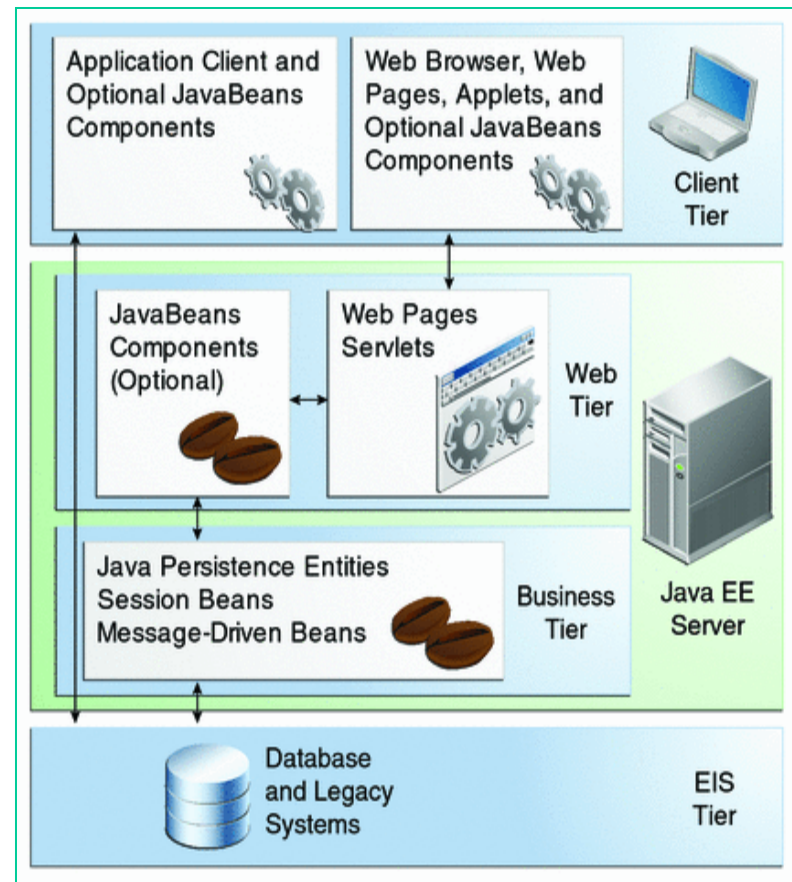 Application Client and
Optional JavaBeans
Components
Web Browser, Web
Pages, Applets, and
Optional JavaBeans
Components
Client
Tier
JavaBeans
Components
(Optional)
Web Pages
Servlets
Web
Tier
Java Persistence Entities
Session Beans
Message-Driven Beans
Business
Tier
Java EE
Server
Database
and Legacy
Systems
EIS
Tier